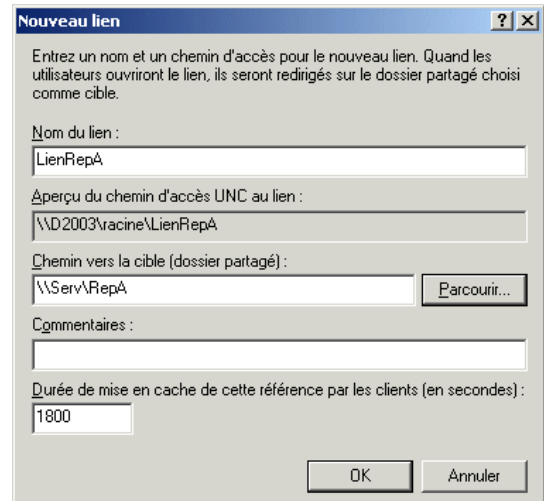 Nouveau lien
Entrez un nom et un chemin d'accès pour le nouveau lien. Quand les
utilisateurs ouvriront le lien, ils seront redirigés sur le dossier partagé choisi
comme cible.
Nom du lien :
LienRepA
Aperçu du chemin d'accès UNC au lien :
\\D2003\racine\LienRepA
Chemin vers la cible (dossier partagé) :
\\Serv\RepA
Parcourir...
Commentaires :
Durée de mise en cache de cette référence par les clients (en secondes) :
1800
OK
Annuler